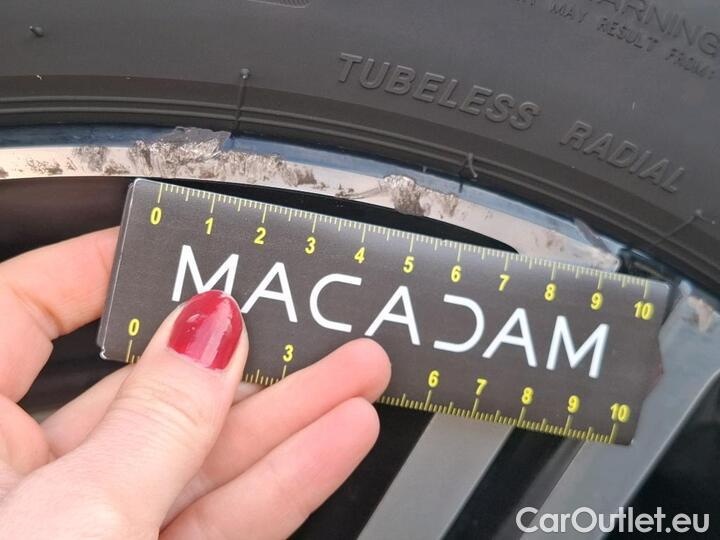 WARNING
MAY RESULT FROM
TUBELESS RADIAL
0 1 2 3 4 5 6 7 8 9 10
MACADAM
0 3 6 7 8 9 10
CarOutlet.eu